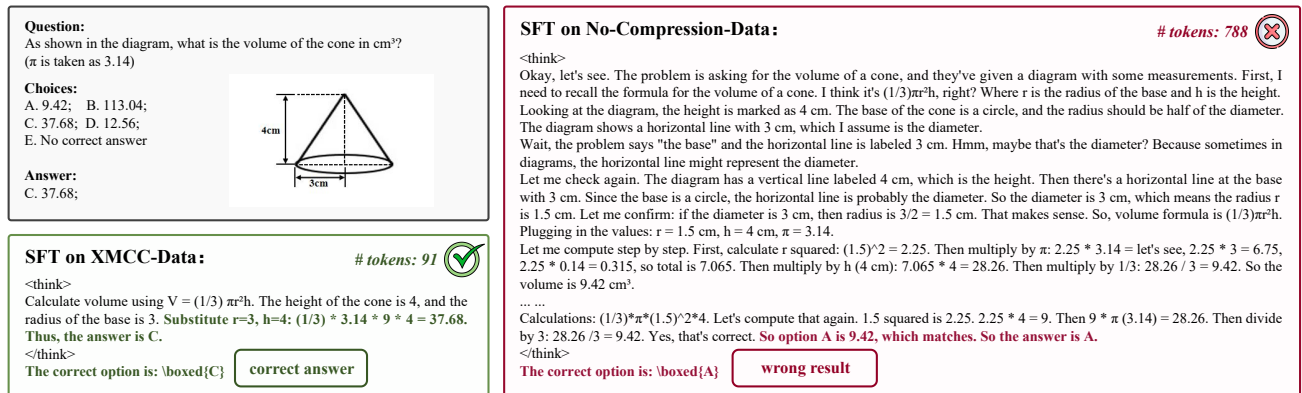 Question:
As shown in the diagram, what is the volume of the cone in cm³?
(π is taken as 3.14)
Choices:
A. 9.42; B. 113.04;
C. 37.68; D. 12.56;
E. No correct answer
Answer:
C. 37.68;
4cm
3cm
SFT on XMCC-Data:
# tokens: 91
<think>
Calculate volume using V = (1/3) πr²h. The height of the cone is 4, and the
radius of the base is 3. Substitute r=3, h=4: (1/3) * 3.14 * 9 * 4 = 37.68.
Thus, the answer is C.
</think>
The correct option is: \boxed{C}
correct answer
SFT on No-Compression-Data:
# tokens: 788
<think>
Okay, let's see. The problem is asking for the volume of a cone, and they've given a diagram with some measurements. First, I
need to recall the formula for the volume of a cone. I think it's (1/3)πr²h, right? Where r is the radius of the base and h is the height.
Looking at the diagram, the height is marked as 4 cm. The base of the cone is a circle, and the radius should be half of the diameter.
The diagram shows a horizontal line with 3 cm, which I assume is the diameter.
Wait, the problem says "the base" and the horizontal line is labeled 3 cm. Hmm, maybe that's the diameter? Because sometimes in
diagrams, the horizontal line might represent the diameter.
Let me check again. The diagram has a vertical line labeled 4 cm, which is the height. Then there's a horizontal line at the base
with 3 cm. Since the base is a circle, the horizontal line is probably the diameter. So the diameter is 3 cm, which means the radius r
is 1.5 cm. Let me confirm: if the diameter is 3 cm, then radius is 3/2 = 1.5 cm. That makes sense. So, volume formula is (1/3)πr²h.
Plugging in the values: r = 1.5 cm, h = 4 cm, π = 3.14.
Let me compute step by step. First, calculate r squared: (1.5)^2 = 2.25. Then multiply by π: 2.25 * 3.14 = let's see, 2.25 * 3 = 6.75,
2.25 * 0.14 = 0.315, so total is 7.065. Then multiply by h (4 cm): 7.065 * 4 = 28.26. Then multiply by 1/3: 28.26 / 3 = 9.42. So the
volume is 9.42 cm³.
... ...
Calculations: (1/3)*π*(1.5)^2*4. Let's compute that again. 1.5 squared is 2.25. 2.25 * 4 = 9. Then 9 * π (3.14) = 28.26. Then divide
by 3: 28.26 /3 = 9.42. Yes, that's correct. So option A is 9.42, which matches. So the answer is A.
</think>
The correct option is: \boxed{A}
wrong result